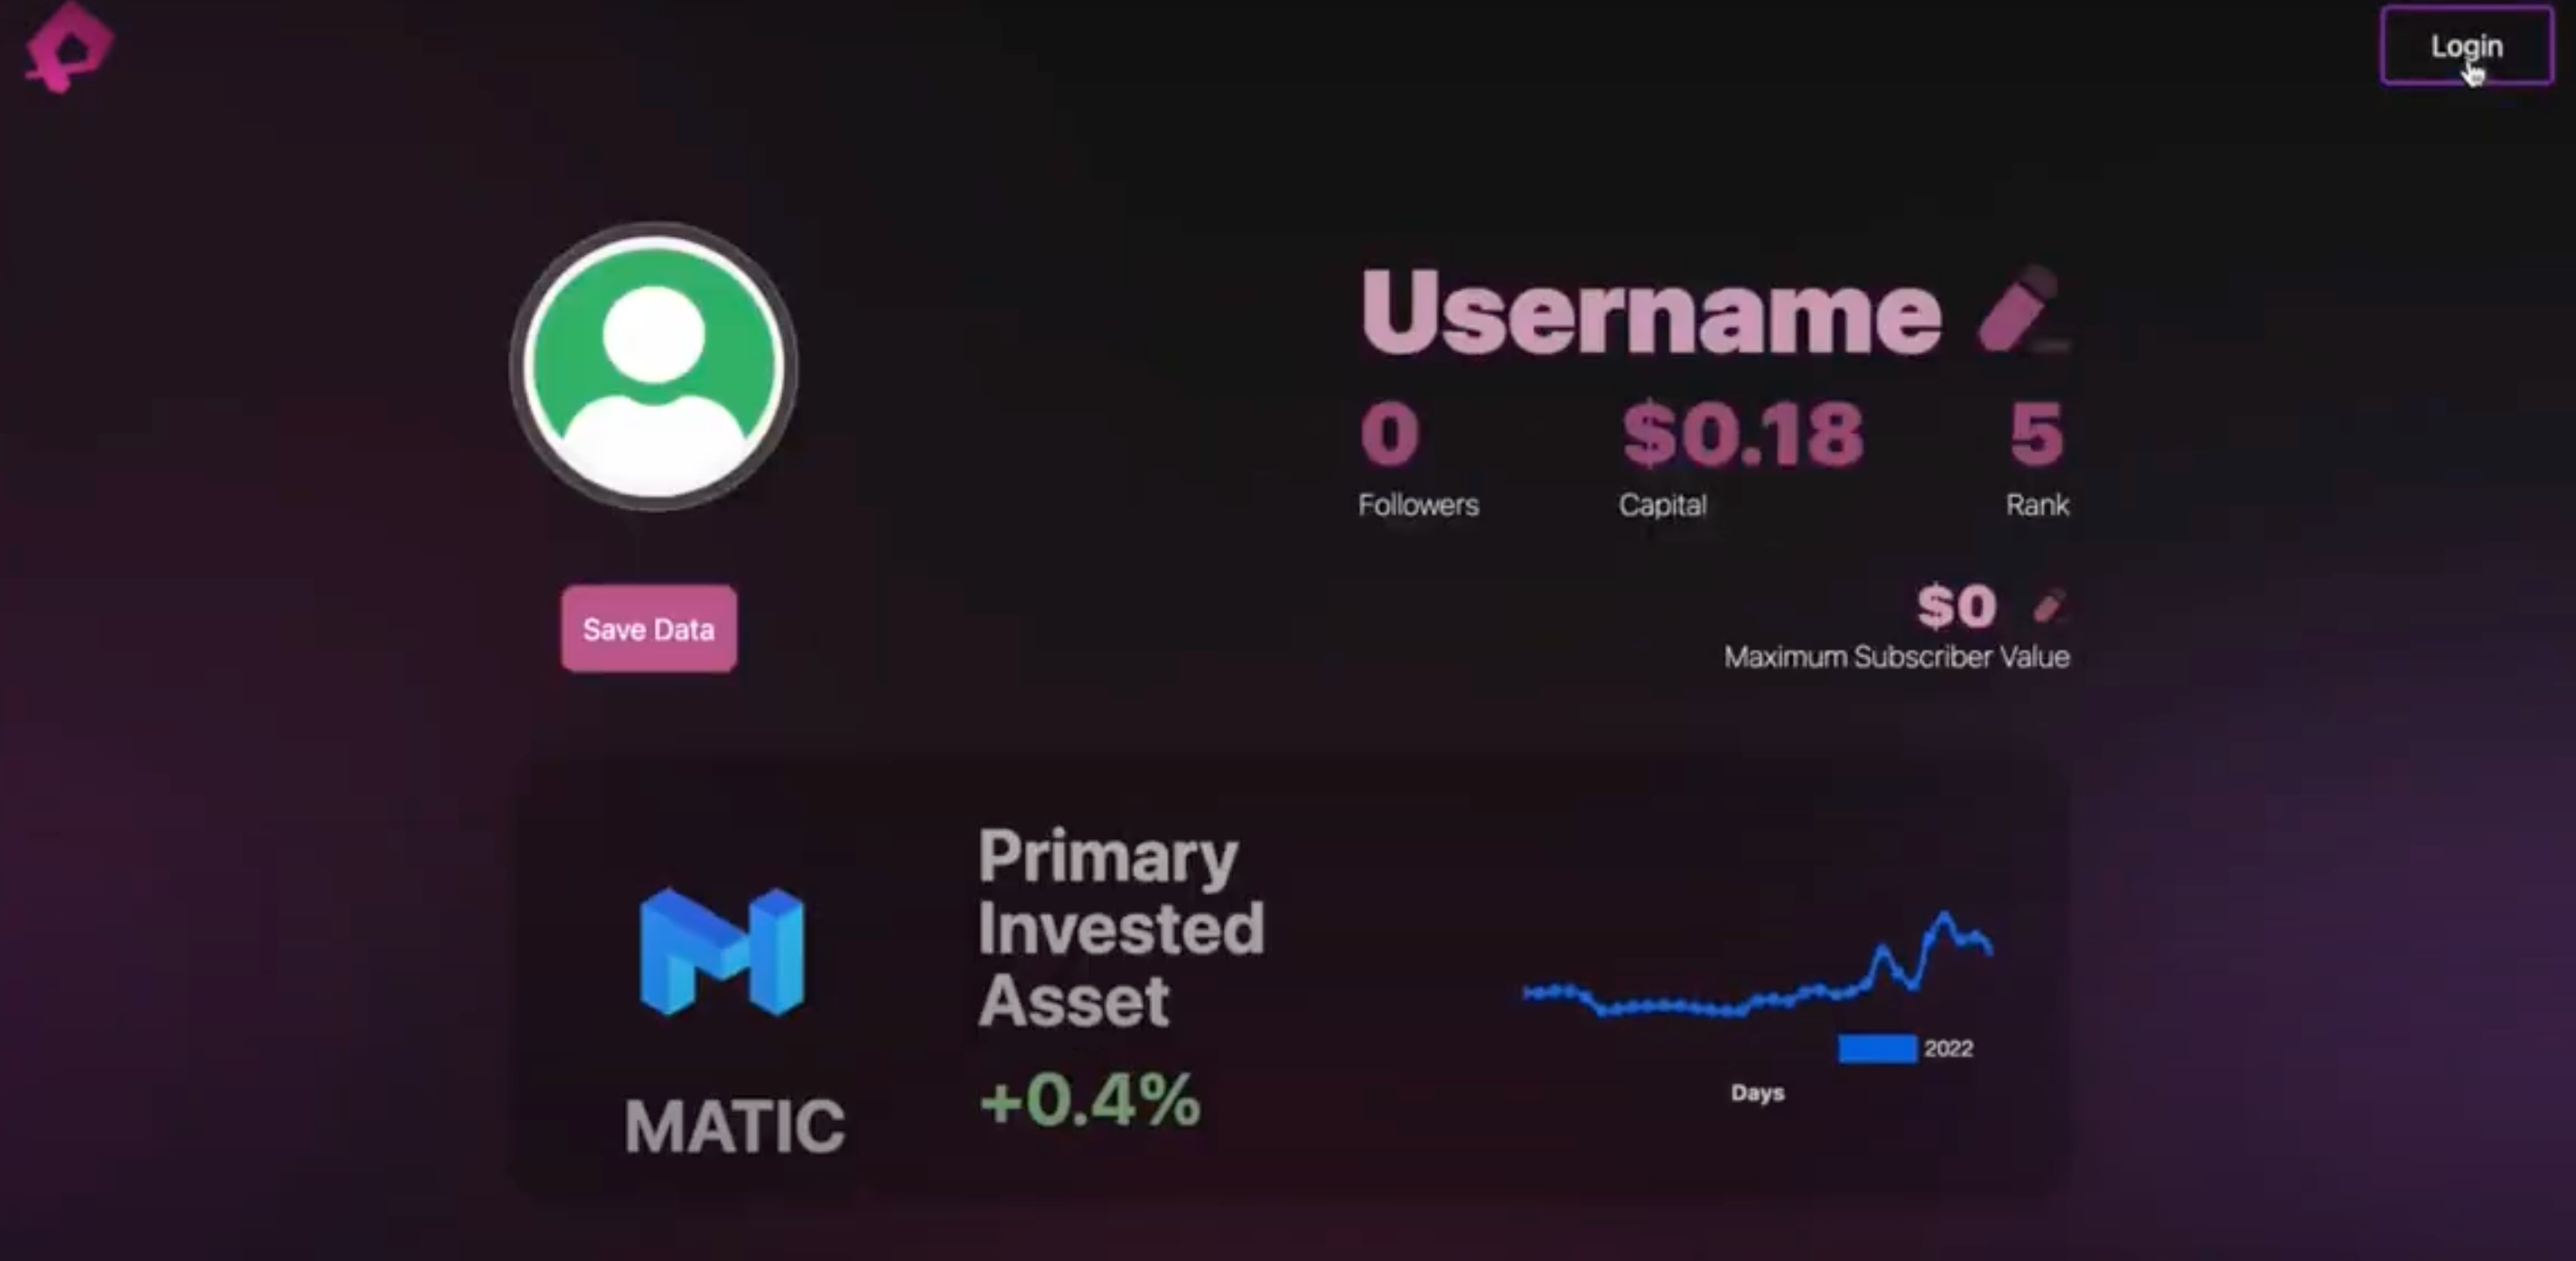 Login
Username
0 $0.18 5
Followers Capital Rank
Save Data
$0
Maximum Subscriber Value
MATIC
Primary
Invested
Asset
+0.4%
2022
Days